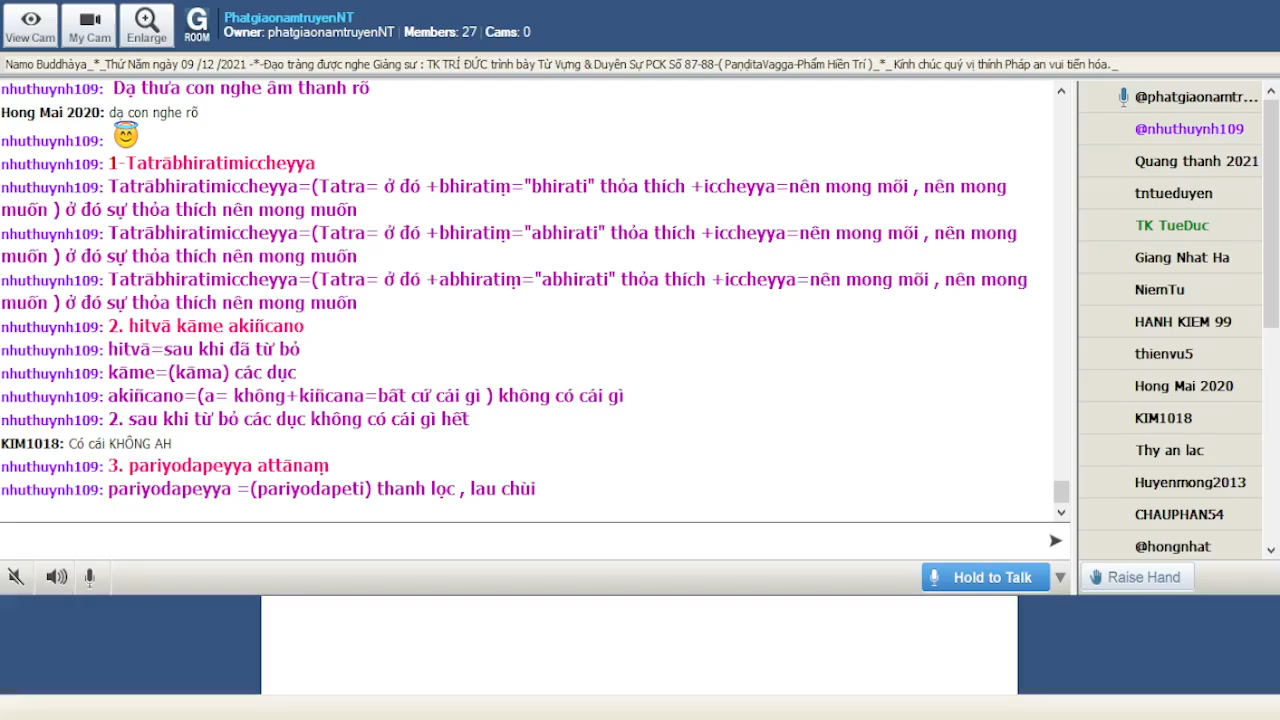 View Cam
My Cam
Enlarge
G
ROOM
PhatgiaonamtruyenNT
Owner: phatgiaonamtruyenNT | Members: 27 | Cams: 0
Namo Buddhàya_*_Thứ Năm ngày 09 /12 /2021 -*-Đạo tràng được nghe Giảng sư : TK TRÍ ĐỨC trình bày Từ Vựng & Duyên Sự PCK Số 87-88-( PaṇḍitaVagga-Phẩm Hiền Trí )_*_ Kính chúc quý vị thính Pháp an vui tiến hóa._
nhuthuynh109: Dạ thưa con nghe âm thanh rõ
Hong Mai 2020: dạ con nghe rõ
nhuthuynh109:
nhuthuynh109: 1-Tatrābhiratimiccheyya
nhuthuynh109: Tatrābhiratimiccheyya=(Tatra= ở đó +bhiratiṃ="bhirati" thỏa thích +iccheyya=nên mong mõi , nên mong
muốn ) ở đó sự thỏa thích nên mong muốn
nhuthuynh109: Tatrābhiratimiccheyya=(Tatra= ở đó +bhiratiṃ="abhirati" thỏa thích +iccheyya=nên mong mõi , nên mong
muốn ) ở đó sự thỏa thích nên mong muốn
nhuthuynh109: Tatrābhiratimiccheyya=(Tatra= ở đó +abhiratiṃ="abhirati" thỏa thích +iccheyya=nên mong mõi , nên mong
muốn ) ở đó sự thỏa thích nên mong muốn
nhuthuynh109: 2. hitvā kāme akiñcano
nhuthuynh109: hitvā=sau khi đã từ bỏ
nhuthuynh109: kāme=(kāma) các dục
nhuthuynh109: akiñcano=(a= không+kiñcana=bất cứ cái gì ) không có cái gì
nhuthuynh109: 2. sau khi từ bỏ các dục không có cái gì hết
KIM1018: Có cái KHÔNG AH
nhuthuynh109: 3. pariyodapeyya attānaṃ
nhuthuynh109: pariyodapeyya =(pariyodapeti) thanh lọc , lau chùi
@phatgiaonamtr...
@nhuthuynh109
Quang thanh 2021
tntueduyen
TK TueDuc
Giang Nhat Ha
NiemTu
HANH KIEM 99
thienvu5
Hong Mai 2020
KIM1018
Thy an lac
Huyenmong2013
CHAUPHAN54
@hongnhat
Hold to Talk
Raise Hand